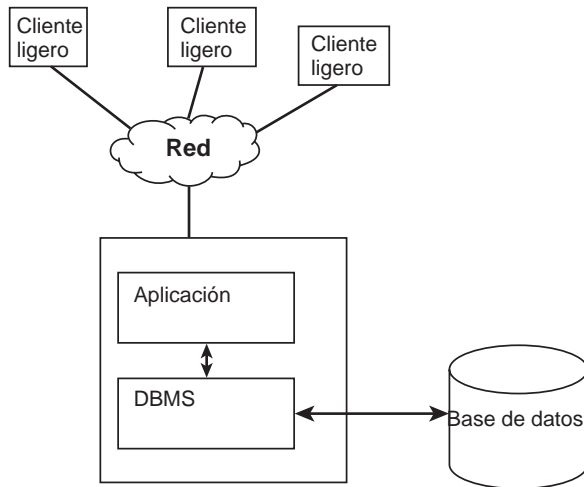 Cliente
ligero
Cliente
ligero
Cliente
ligero
Red
Aplicación
DBMS
Base de datos